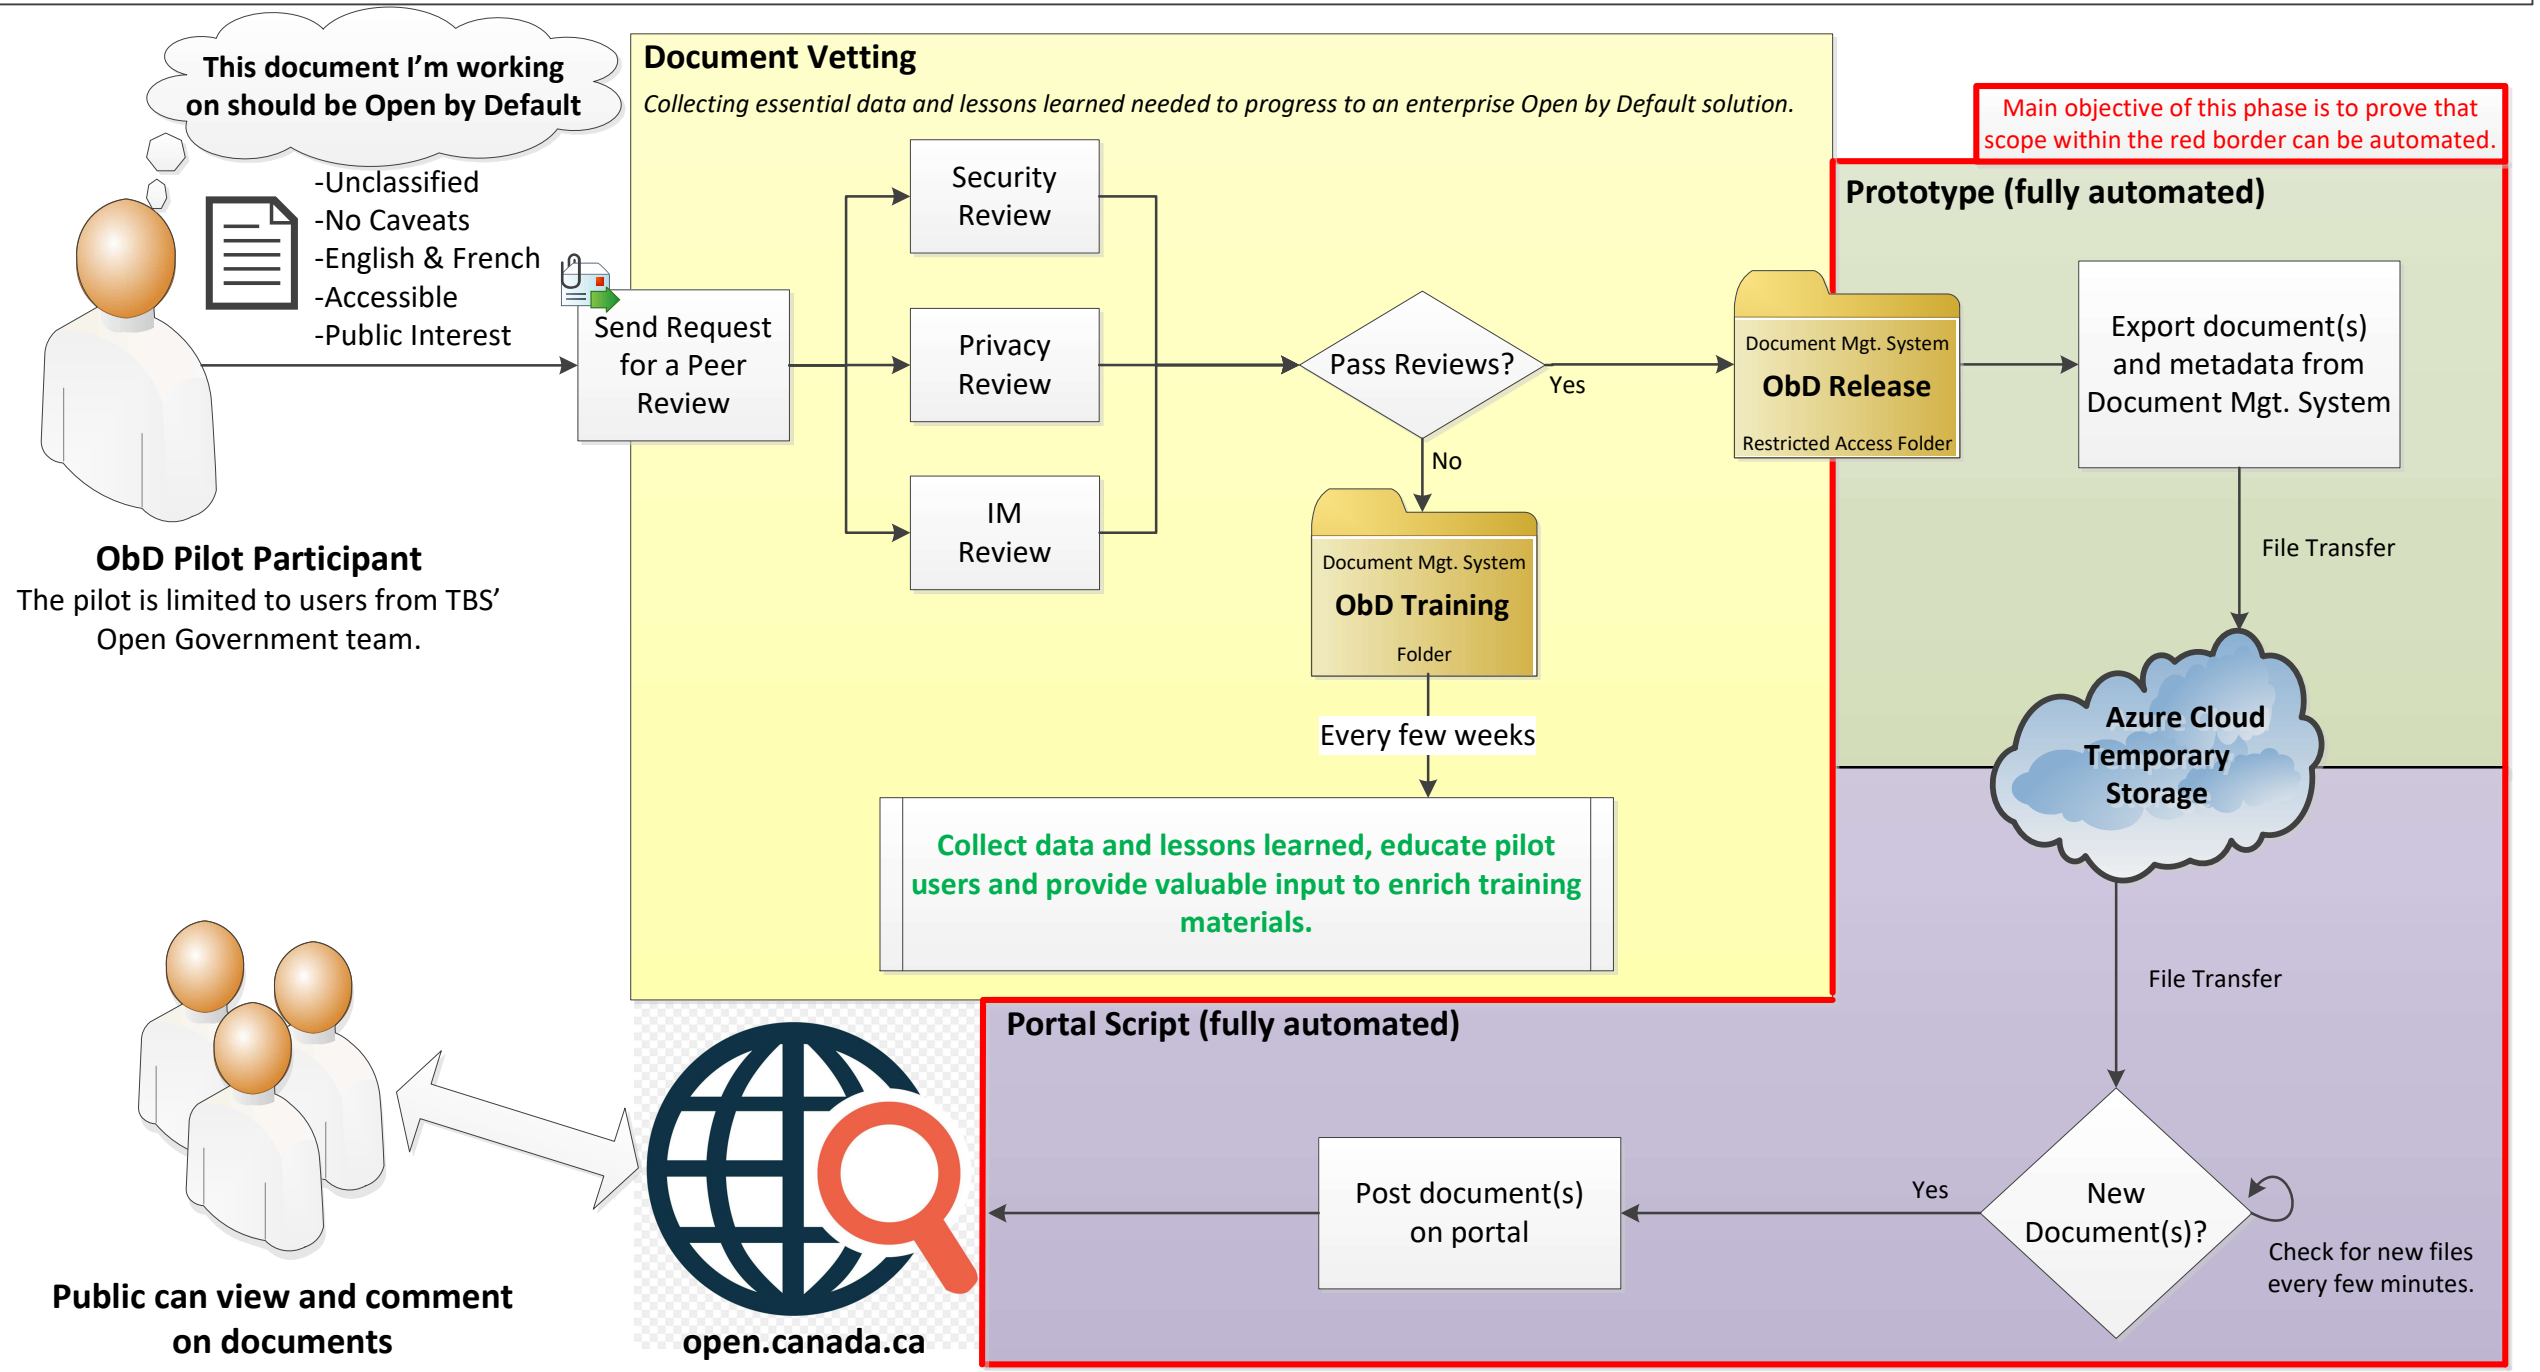 This document I'm working
on should be Open by Default
-Unclassified
-No Caveats
-English & French
-Accessible
-Public Interest
ObD Pilot Participant
The pilot is limited to users from TBS'
Open Government team.
Document Vetting
Collecting essential data and lessons learned needed to progress to an enterprise Open by Default solution.
Send Request
for a Peer
Review
Security
Review
Privacy
Review
IM
Review
Pass Reviews?
Yes
No
Document Mgt. System
ObD Training
Folder
Every few weeks
Collect data and lessons learned, educate pilot
users and provide valuable input to enrich training
materials.
Main objective of this phase is to prove that
scope within the red border can be automated.
Prototype (fully automated)
Document Mgt. System
ObD Release
Restricted Access Folder
Export document(s)
and metadata from
Document Mgt. System
File Transfer
Azure Cloud
Temporary
Storage
File Transfer
Portal Script (fully automated)
New
Document(s)?
Check for new files
every few minutes.
Yes
Post document(s)
on portal
open.canada.ca
Public can view and comment
on documents